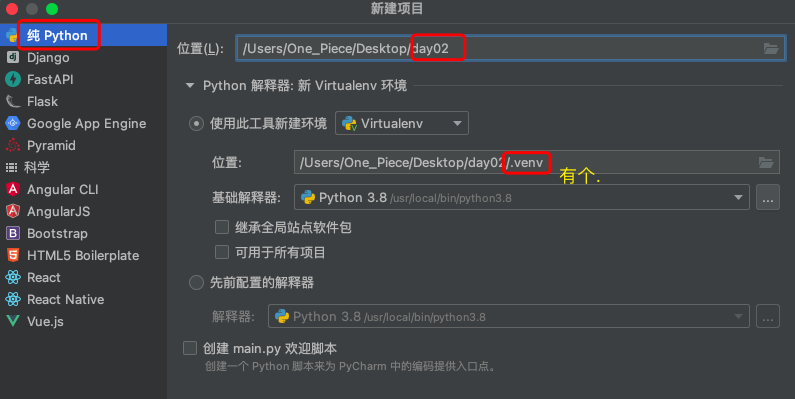 新建项目
纯 Python
Django
FastAPI
Flask
Google App Engine
Pyramid
科学
Angular CLI
AngularJS
Bootstrap
HTML5 Boilerplate
React
React Native
Vue.js
位置(L): /Users/One_Piece/Desktop/day02
Python 解释器: 新 Virtualenv 环境
使用此工具新建环境 Virtualenv
位置: /Users/One_Piece/Desktop/day02/.venv
有个.
基础解释器: Python 3.8 /usr/local/bin/python3.8 ...
继承全局站点软件包
可用于所有项目
先前配置的解释器
解释器: Python 3.8 /usr/local/bin/python3.8 ...
创建 main.py 欢迎脚本
创建一个 Python 脚本来为 PyCharm 中的编码提供入口点。